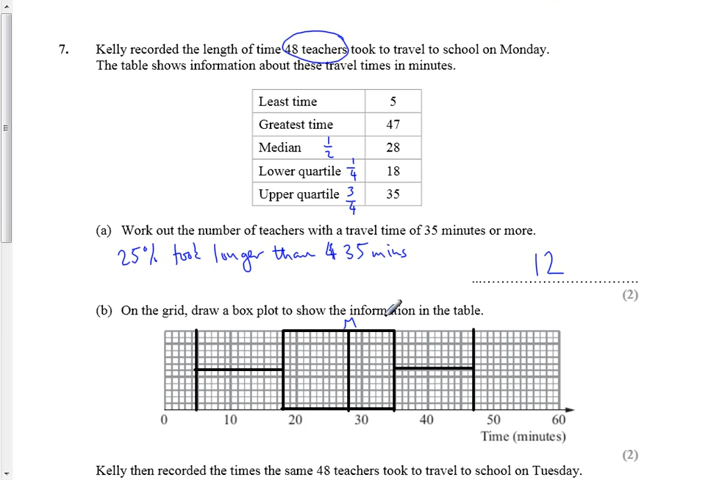 7. Kelly recorded the length of time 48 teachers took to travel to school on Monday.
The table shows information about these travel times in minutes.
Least time 5
Greatest time 47
Median 1/2 28
Lower quartile 1/4 18
Upper quartile 3/4 35
(a) Work out the number of teachers with a travel time of 35 minutes or more.
25% took longer than 35 mins
12
(2)
(b) On the grid, draw a box plot to show the information in the table.
M
0 10 20 30 40 50 60
Time (minutes)
(2)
Kelly then recorded the times the same 48 teachers took to travel to school on Tuesday.